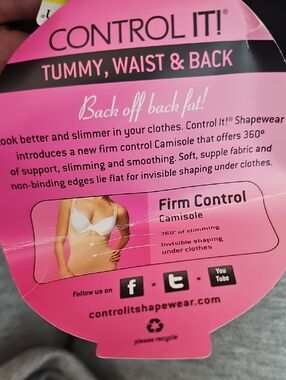 CONTROL IT!®
TUMMY, WAIST & BACK
Back off back fat!
ook better and slimmer in your clothes. Control It!® Shapewear
introduces a new firm control Camisole that offers 360°
of support, slimming and smoothing. Soft, supple fabric and
non-binding edges lie flat for invisible shaping under clothes.
Firm Control
Camisole
360° of slimming
Invisible shaping
under clothes
Follow us on f • t • You Tube
controlitshapewear.com
please recycle